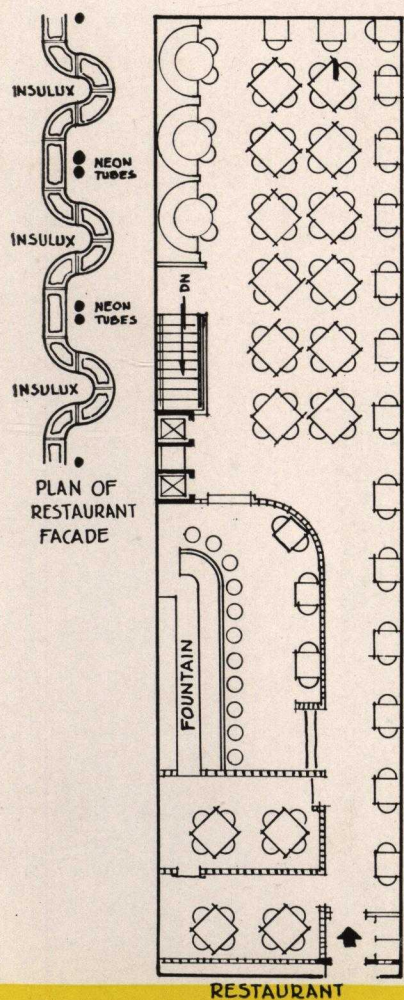 INSULUX
NEON
TUBES
INSULUX
NEON
TUBES
INSULUX
PLAN OF
RESTAURANT
FACADE
DN
FOUNTAIN
RESTAURANT